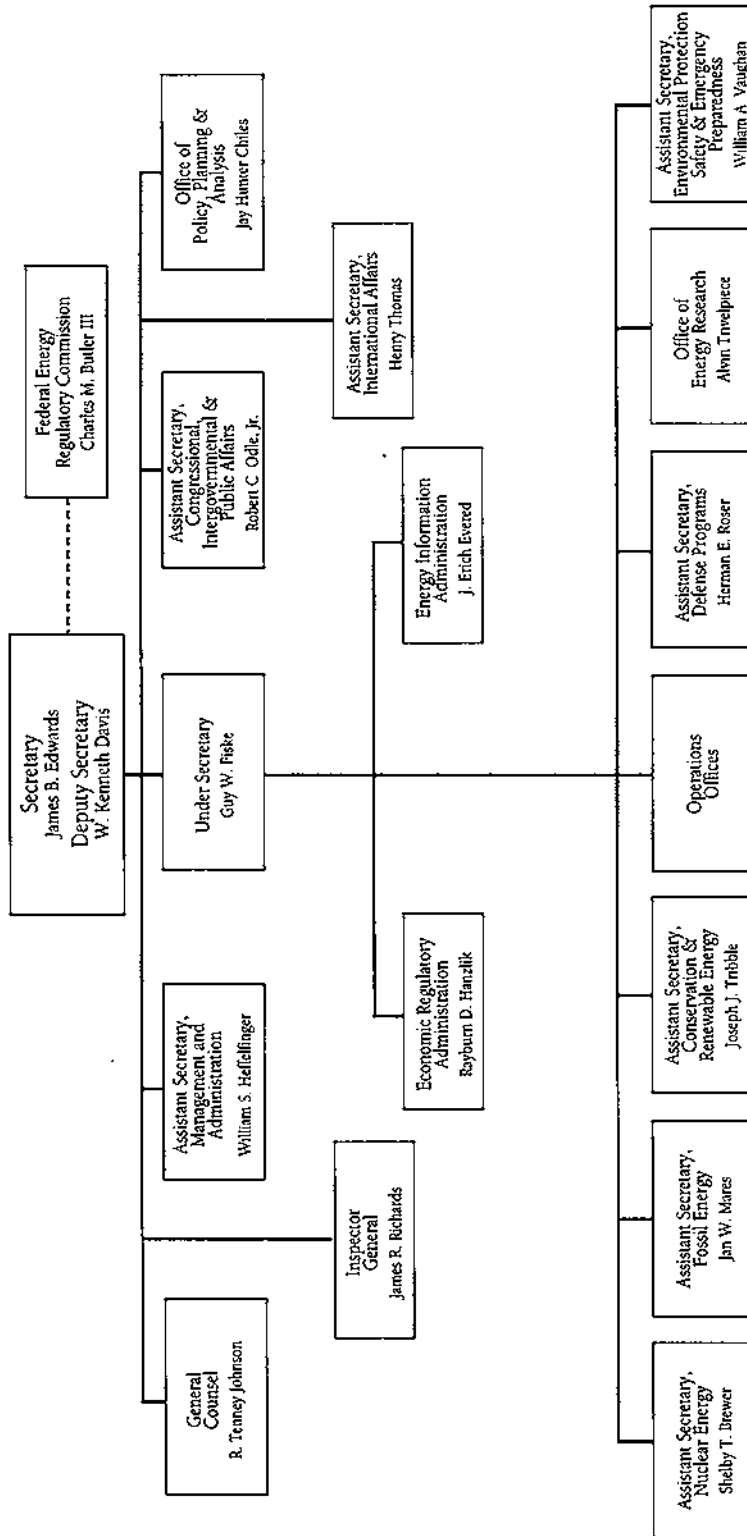 Secretary
James B. Edwards
Deputy Secretary
W. Kenneth Davis
Federal Energy
Regulatory Commission
Charles M. Butler III
General
Counsel
R. Tenney Johnson
Assistant Secretary,
Management and
Administration
William S. Heffelfinger
Under Secretary
Guy W. Fiske
Assistant Secretary,
Congressional,
Intergovernmental &
Public Affairs
Robert C. Odle, Jr.
Office of
Policy, Planning &
Analysis
Jay Hunter Chiles
Inspector
General
James R. Richards
Assistant Secretary,
International Affairs
Henry Thomas
Economic Regulatory
Administration
Rayburn D. Hanzlik
Energy Information
Administration
J. Erich Evered
Assistant Secretary,
Nuclear Energy
Shelby T. Brewer
Assistant Secretary,
Fossil Energy
Jan W. Mares
Assistant Secretary,
Conservation &
Renewable Energy
Joseph J. Tribble
Operations
Offices
Assistant Secretary,
Defense Programs
Herman E. Roser
Office of
Energy Research
Alvin Trivelpiece
Assistant Secretary,
Environmental Protection
Safety & Emergency
Preparedness
William A. Vaughan